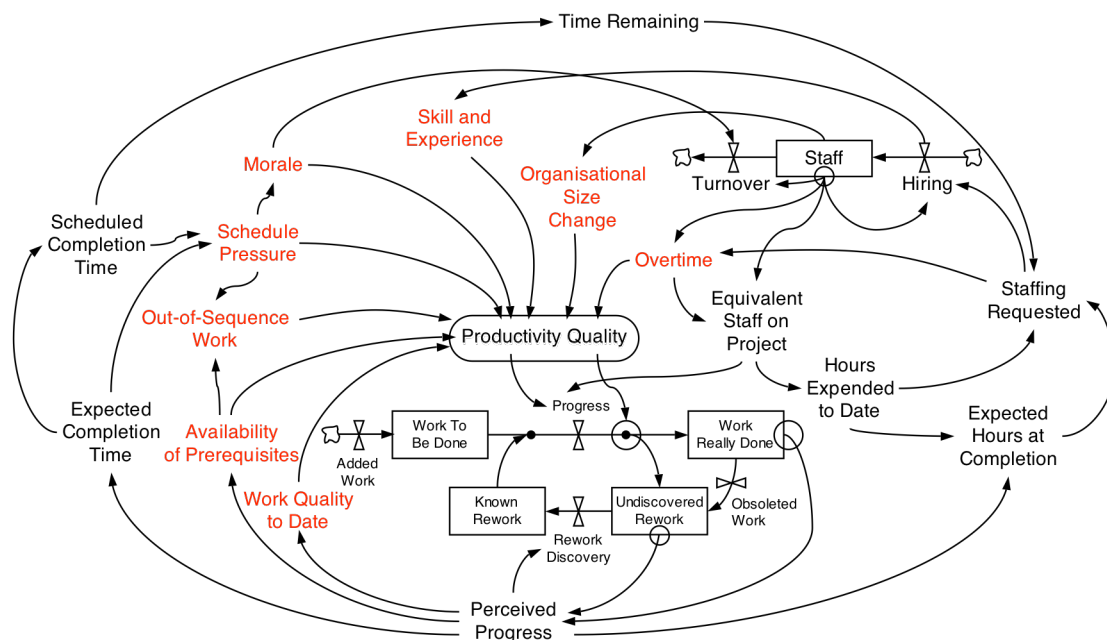 Time Remaining
Skill and
Experience
Morale
Organisational
Size
Change
Staff
Turnover
Hiring
Scheduled
Completion
Time
Schedule
Pressure
Overtime
Staffing
Requested
Equivalent
Staff on
Project
Out-of-Sequence
Work
Productivity Quality
Hours
Expended
to Date
Progress
Expected
Completion
Time
Availability
of Prerequisites
Work To
Be Done
Work
Really Done
Expected
Hours at
Completion
Added
Work
Work Quality
to Date
Known
Rework
Undiscovered
Rework
Obsoleted
Work
Rework
Discovery
Perceived
Progress